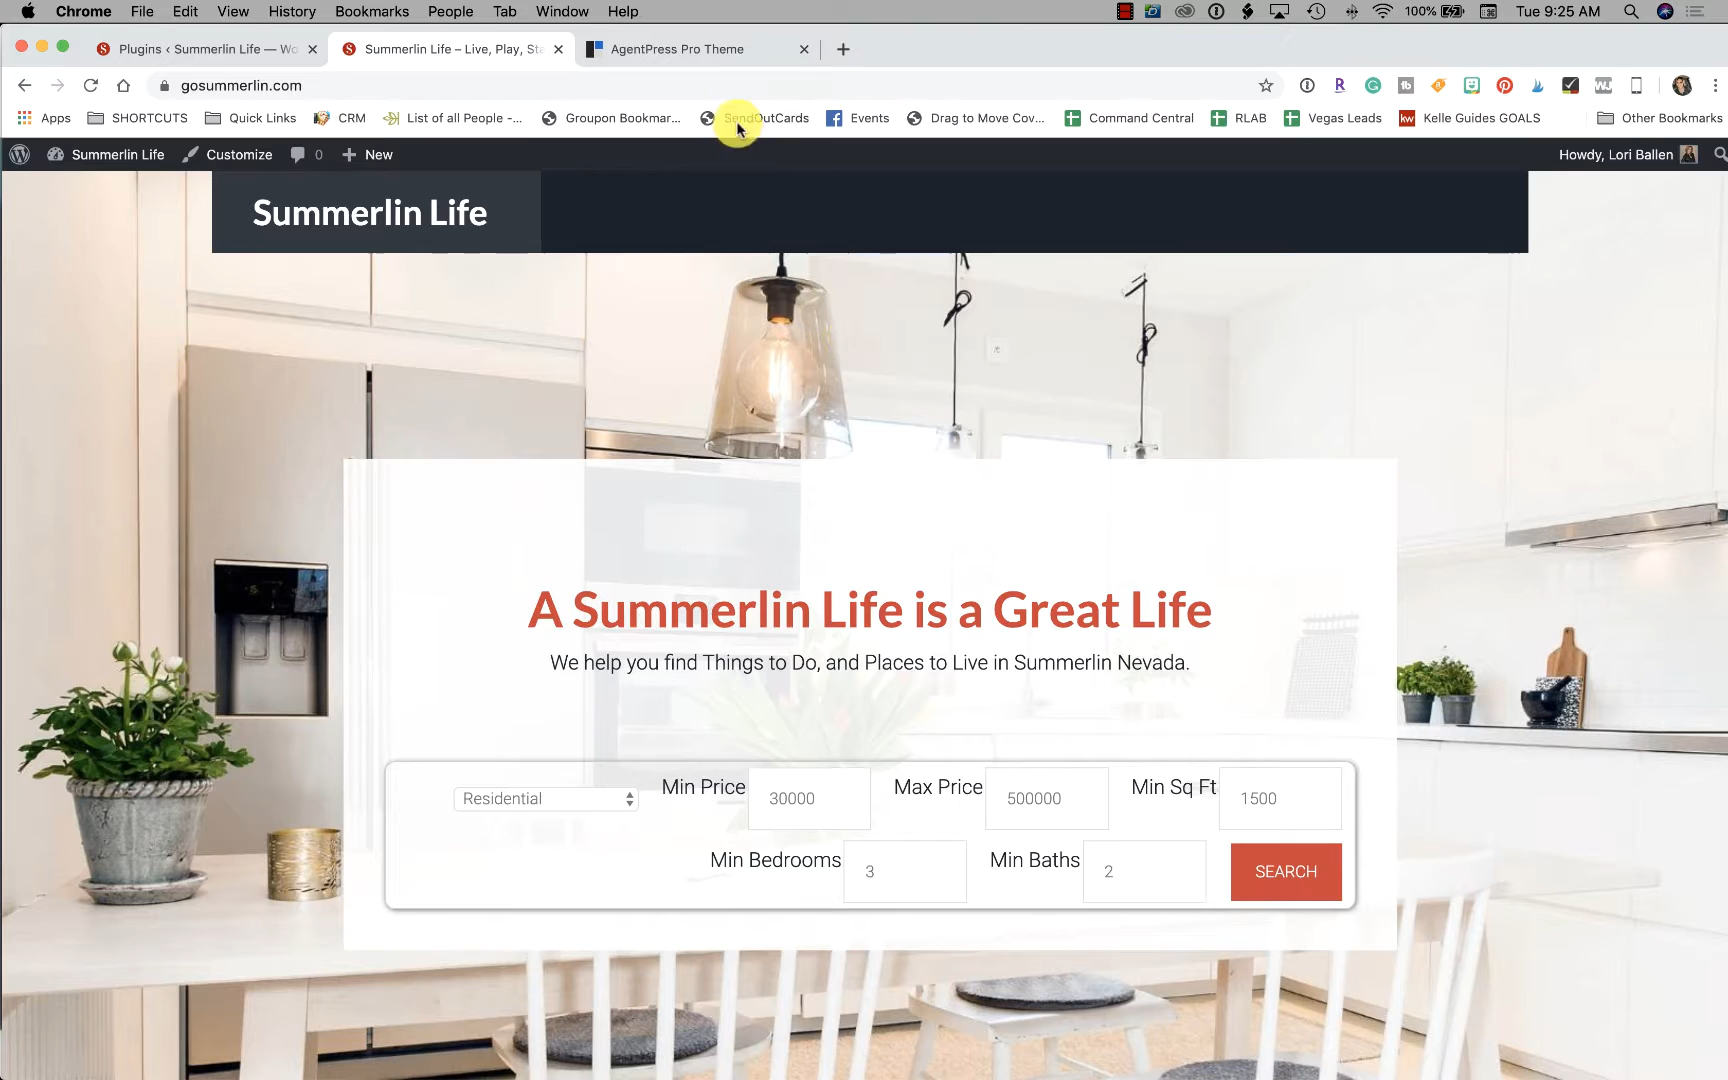 Chrome File Edit View History Bookmarks People Tab Window Help 100% Tue 9:25 AM
Plugins ‹ Summerlin Life — Wo
Summerlin Life – Live, Play, Sta
AgentPress Pro Theme
gosummerlin.com
Apps SHORTCUTS Quick Links CRM List of all People -... Groupon Bookmar... SendOutCards Events Drag to Move Cov... Command Central RLAB Vegas Leads Kelle Guides GOALS Other Bookmarks
Summerlin Life Customize 0 New Howdy, Lori Ballen
Summerlin Life
A Summerlin Life is a Great Life
We help you find Things to Do, and Places to Live in Summerlin Nevada.
Residential Min Price 30000 Max Price 500000 Min Sq Ft 1500
Min Bedrooms 3 Min Baths 2 SEARCH